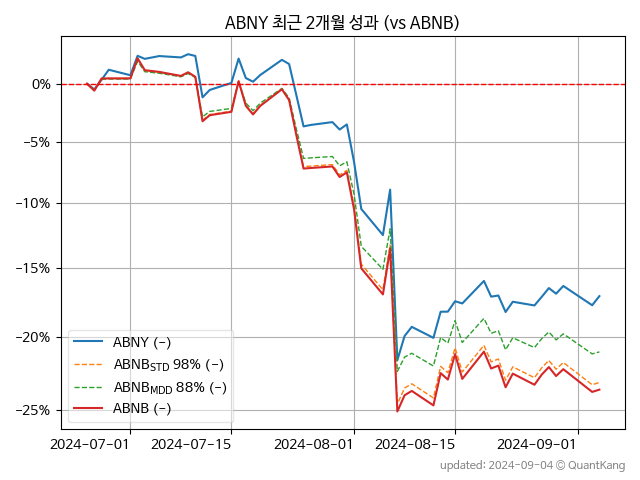 ABNY 최근 2개월 성과 (vs ABNB)
0%
−5%
−10%
−15%
−20%
−25%
ABNY (−)
ABNB_STD 98% (−)
ABNB_MDD 88% (−)
ABNB (−)
2024−07−01
2024−07−15
2024−08−01
2024−08−15
2024−09−01
updated: 2024-09-04 © QuantKang